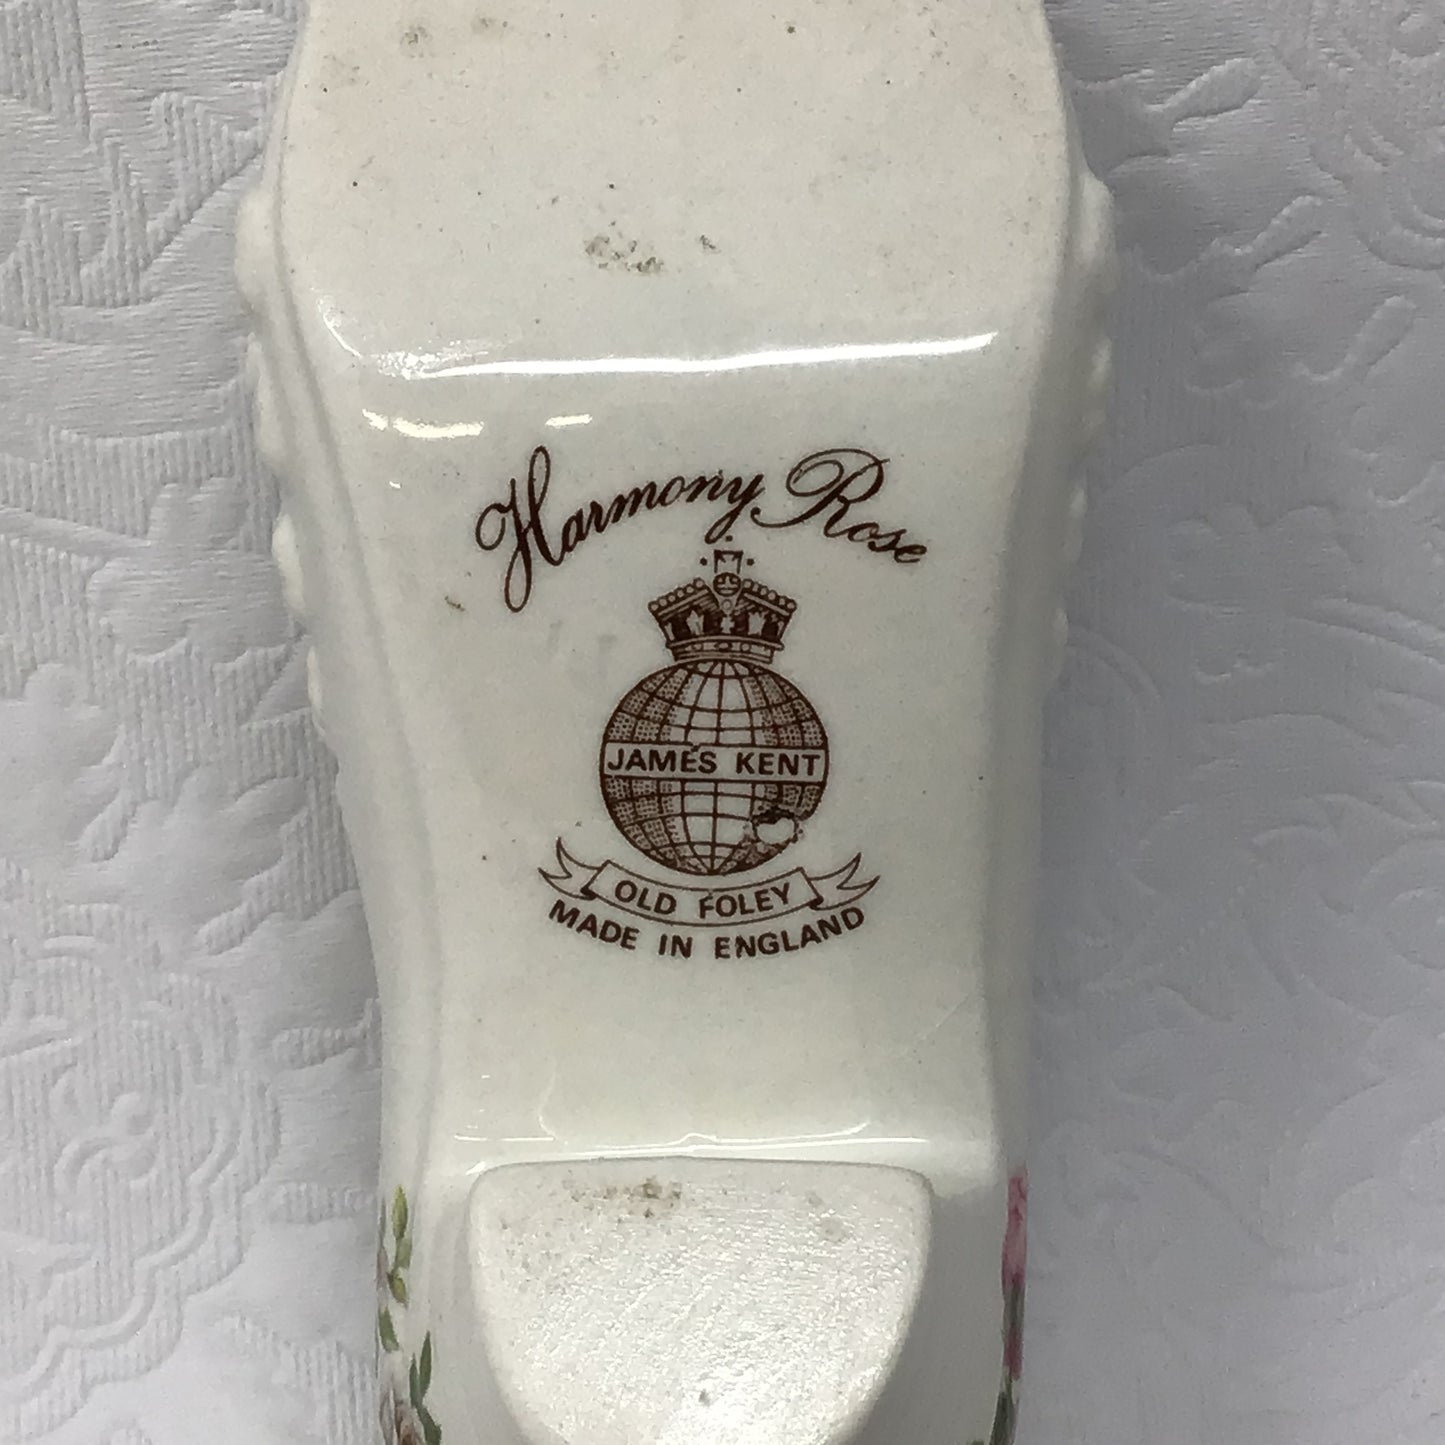 Harmony Rose
JAMES KENT
OLD FOLEY
MADE IN ENGLAND